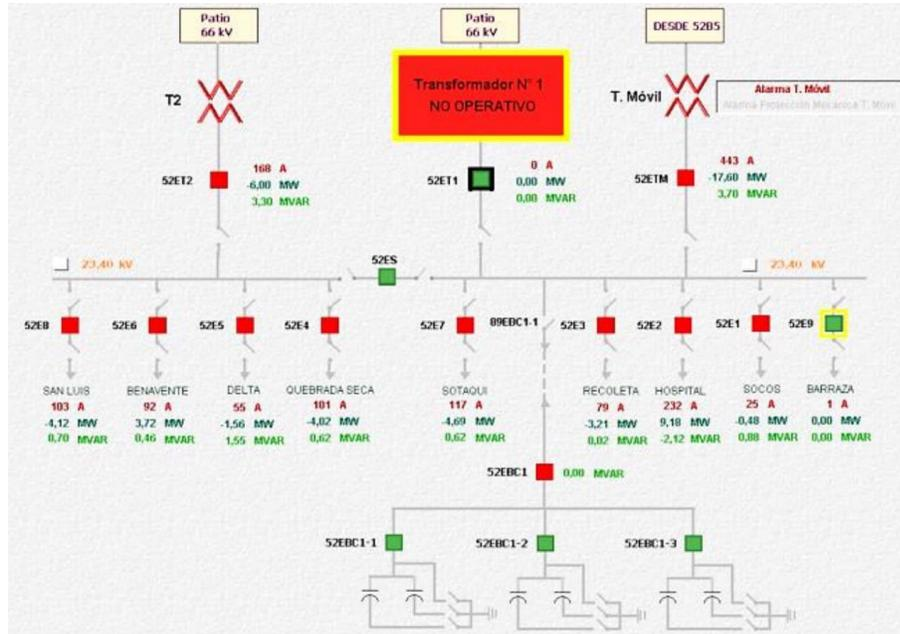 Patio
66 kV
Patio
66 kV
DESDE 52B5
T2
Transformador N° 1
NO OPERATIVO
T. Móvil
Alarma T. Móvil
Alarma Protección Mecánica T. Móvil
52ET2
168 A
-6,00 MW
3,30 MVAR
52ET1
0 A
0,00 MW
0,00 MVAR
52ETM
443 A
-17,60 MW
3,70 MVAR
23,40 kV
52ES
23,40 kV
52E8
52E6
52E5
52E4
52E7
89EBC1-1
52E3
52E2
52E1
52E9
SAN LUIS
103 A
-4,12 MW
0,70 MVAR
BENAVENTE
92 A
3,72 MW
0,46 MVAR
DELTA
55 A
-1,56 MW
1,55 MVAR
QUEBRADA SECA
101 A
-4,02 MW
0,62 MVAR
SOTAQUI
117 A
-4,69 MW
0,62 MVAR
RECOLETA
79 A
-3,21 MW
0,02 MVAR
HOSPITAL
232 A
9,18 MW
-2,12 MVAR
SOCOS
25 A
-0,48 MW
0,88 MVAR
BARRAZA
1 A
0,00 MW
0,00 MVAR
52EBC1
0,00 MVAR
52EBC1-1
52EBC1-2
52EBC1-3